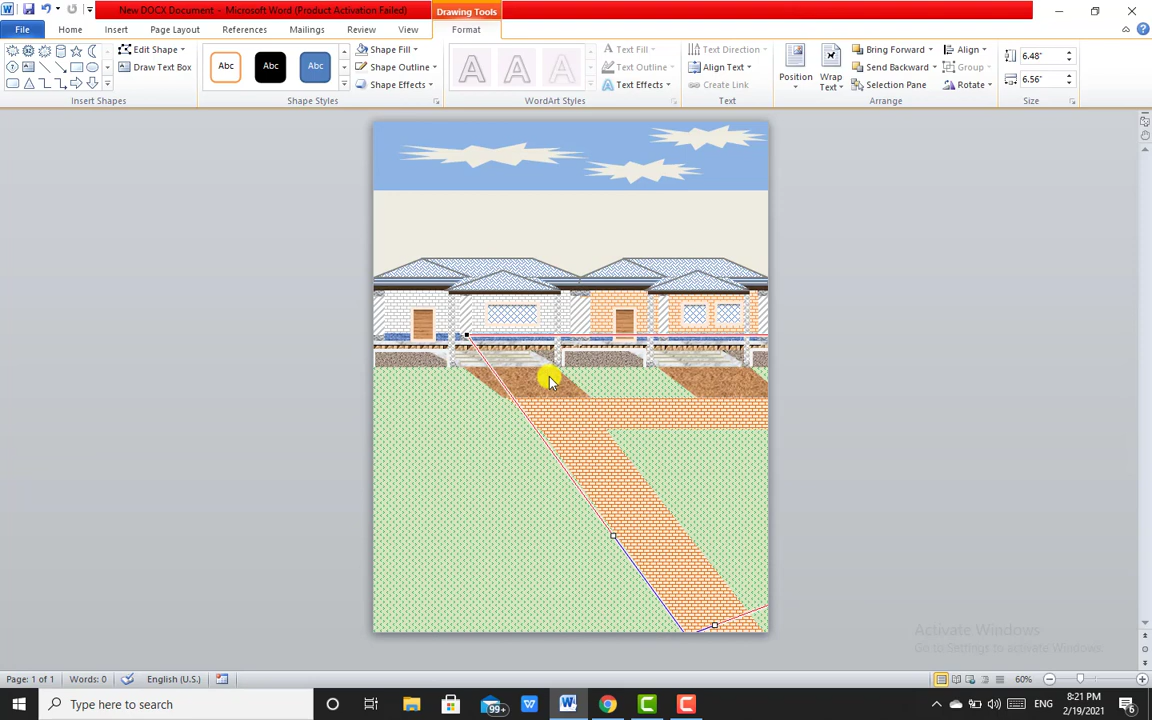 New DOCX Document - Microsoft Word (Product Activation Failed)
Drawing Tools
File Home Insert Page Layout References Mailings Review View Format
Edit Shape
Draw Text Box
Insert Shapes
Abc Abc Abc
Shape Fill
Shape Outline
Shape Effects
Shape Styles
A A A
Text Fill
Text Outline
Text Effects
WordArt Styles
Text Direction
Align Text
Create Link
Text
Position
Wrap Text
Bring Forward
Send Backward
Selection Pane
Align
Group
Rotate
Arrange
6.48"
6.56"
Size
Activate Windows
Go to Settings to activate Windows.
Page: 1 of 1 Words: 0 English (U.S.) 60%
Type here to search
99+
ENG
8:21 PM
2/19/2021
6